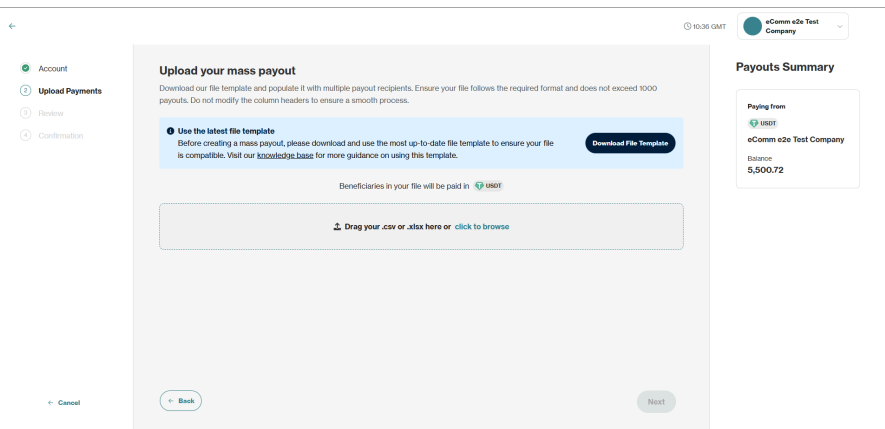 10:36 GMT
eComm e2e Test
Company
Account
2 Upload Payments
3 Review
4 Confirmation
Upload your mass payout
Download our file template and populate it with multiple payout recipients. Ensure your file follows the required format and does not exceed 1000
payouts. Do not modify the column headers to ensure a smooth process.
Use the latest file template
Before creating a mass payout, please download and use the most up-to-date file template to ensure your file
is compatible. Visit our knowledge base for more guidance on using this template.
Download File Template
Beneficiaries in your file will be paid in USDT
Drag your .csv or .xlsx here or click to browse
Back
Next
Cancel
Payouts Summary
Paying from
USDT
eComm e2e Test Company
Balance
5,500.72